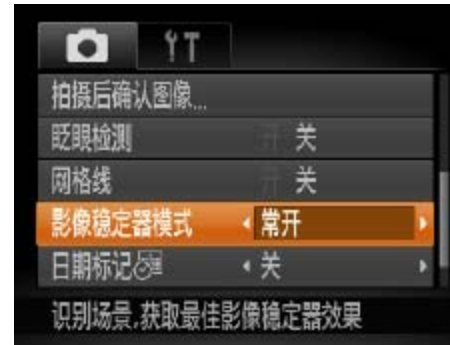 拍摄后确认图像...
眨眼检测 开 关
网格线 开 关
影像稳定器模式 常开
日期标记 关
识别场景,获取最佳影像稳定器效果